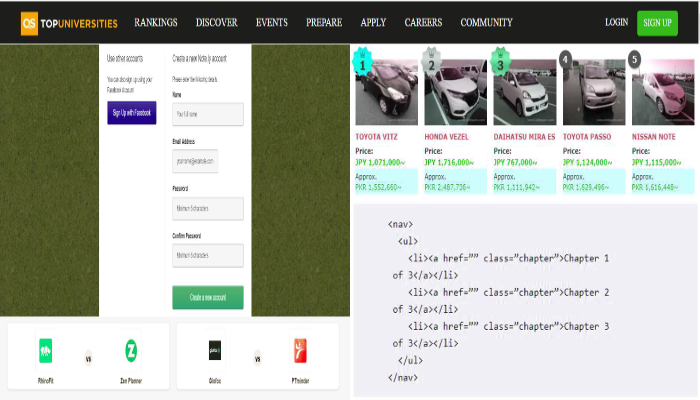 QS TOPUNIVERSITIES RANKINGS DISCOVER EVENTS PREPARE APPLY CAREERS COMMUNITY LOGIN SIGN UP
Use other accounts
You can also sign up using your
Facebook Account
Sign Up with Facebook
Create a new Note.ly account
Please enter the following details
Name
Your full name
Email Address
yourname@example.com
Password
Minimum 6 characters
Confirm Password
Minimum 6 characters
Create a new account
1 2 3 4 5
TOYOTA VITZ HONDA VEZEL DAIHATSU MIRA ES TOYOTA PASSO NISSAN NOTE
Price: Price: Price: Price: Price:
JPY 1,071,000~ JPY 1,716,000~ JPY 767,000~ JPY 1,124,000~ JPY 1,115,000~
Approx. Approx. Approx. Approx. Approx.
PKR 1,552,660~ PKR 2,487,736~ PKR 1,111,942~ PKR 1,629,496~ PKR 1,616,448~
<nav>
<ul>
<li><a href=”” class=”chapter”>Chapter 1
of 3</a></li>
<li><a href=”” class=”chapter”>Chapter 2
of 3</a></li>
<li><a href=”” class=”chapter”>Chapter 3
of 3</a></li>
</ul>
</nav>
VS
RhinoFit Zen Planner
VS
Glofox PTminder